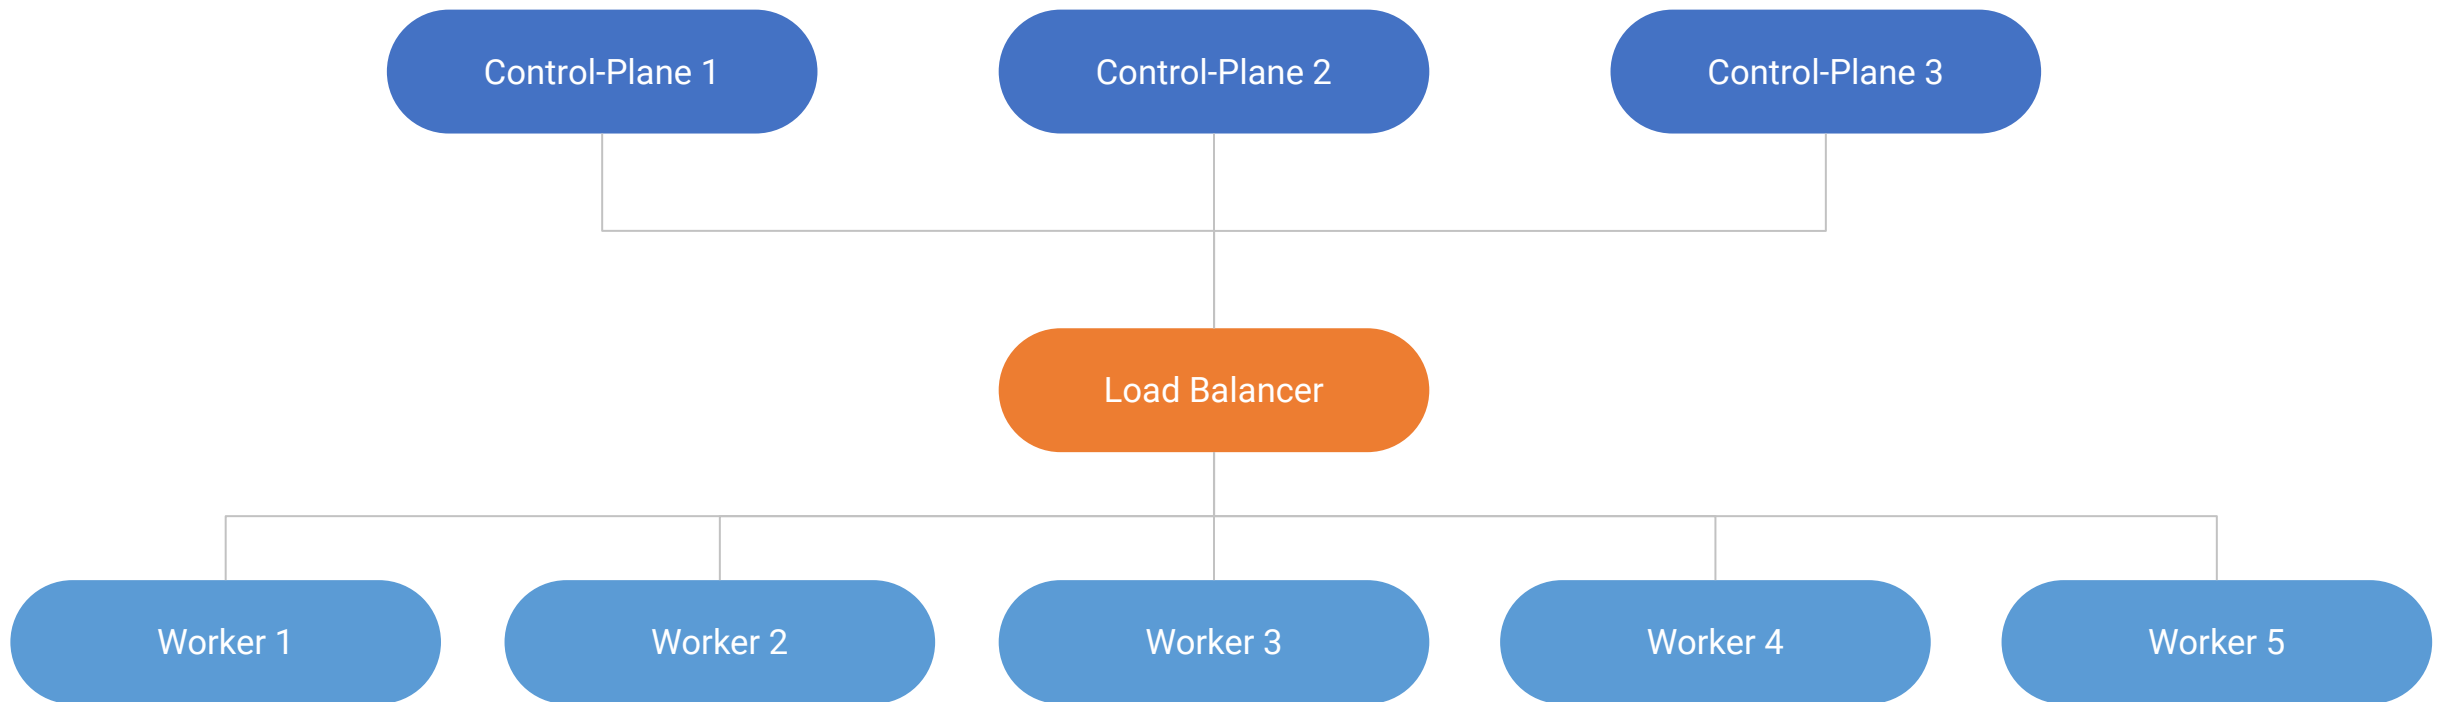 Control-Plane 1
Control-Plane 2
Control-Plane 3
Load Balancer
Worker 1
Worker 2
Worker 3
Worker 4
Worker 5